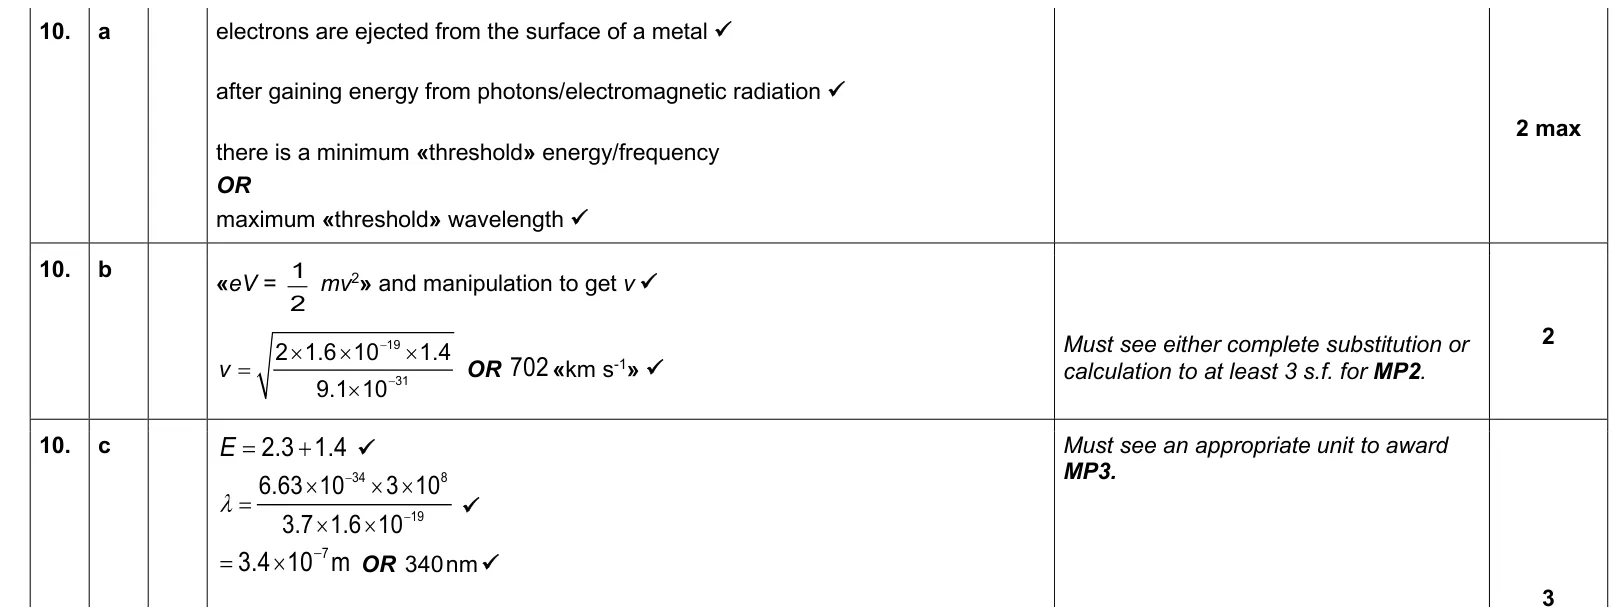 10. a electrons are ejected from the surface of a metal ✓
after gaining energy from photons/electromagnetic radiation ✓
2 max
there is a minimum «threshold» energy/frequency
OR
maximum «threshold» wavelength ✓
10. b «eV = 1/2 mv²» and manipulation to get v ✓
v = √(2×1.6×10⁻¹⁹×1.4 / 9.1×10⁻³¹) OR 702 «km s⁻¹» ✓
Must see either complete substitution or
calculation to at least 3 s.f. for MP2.
2
10. c E = 2.3+1.4 ✓
λ = 6.63×10⁻³⁴×3×10⁸ / 3.7×1.6×10⁻¹⁹ ✓
= 3.4×10⁻⁷ m OR 340nm ✓
Must see an appropriate unit to award
MP3.
3